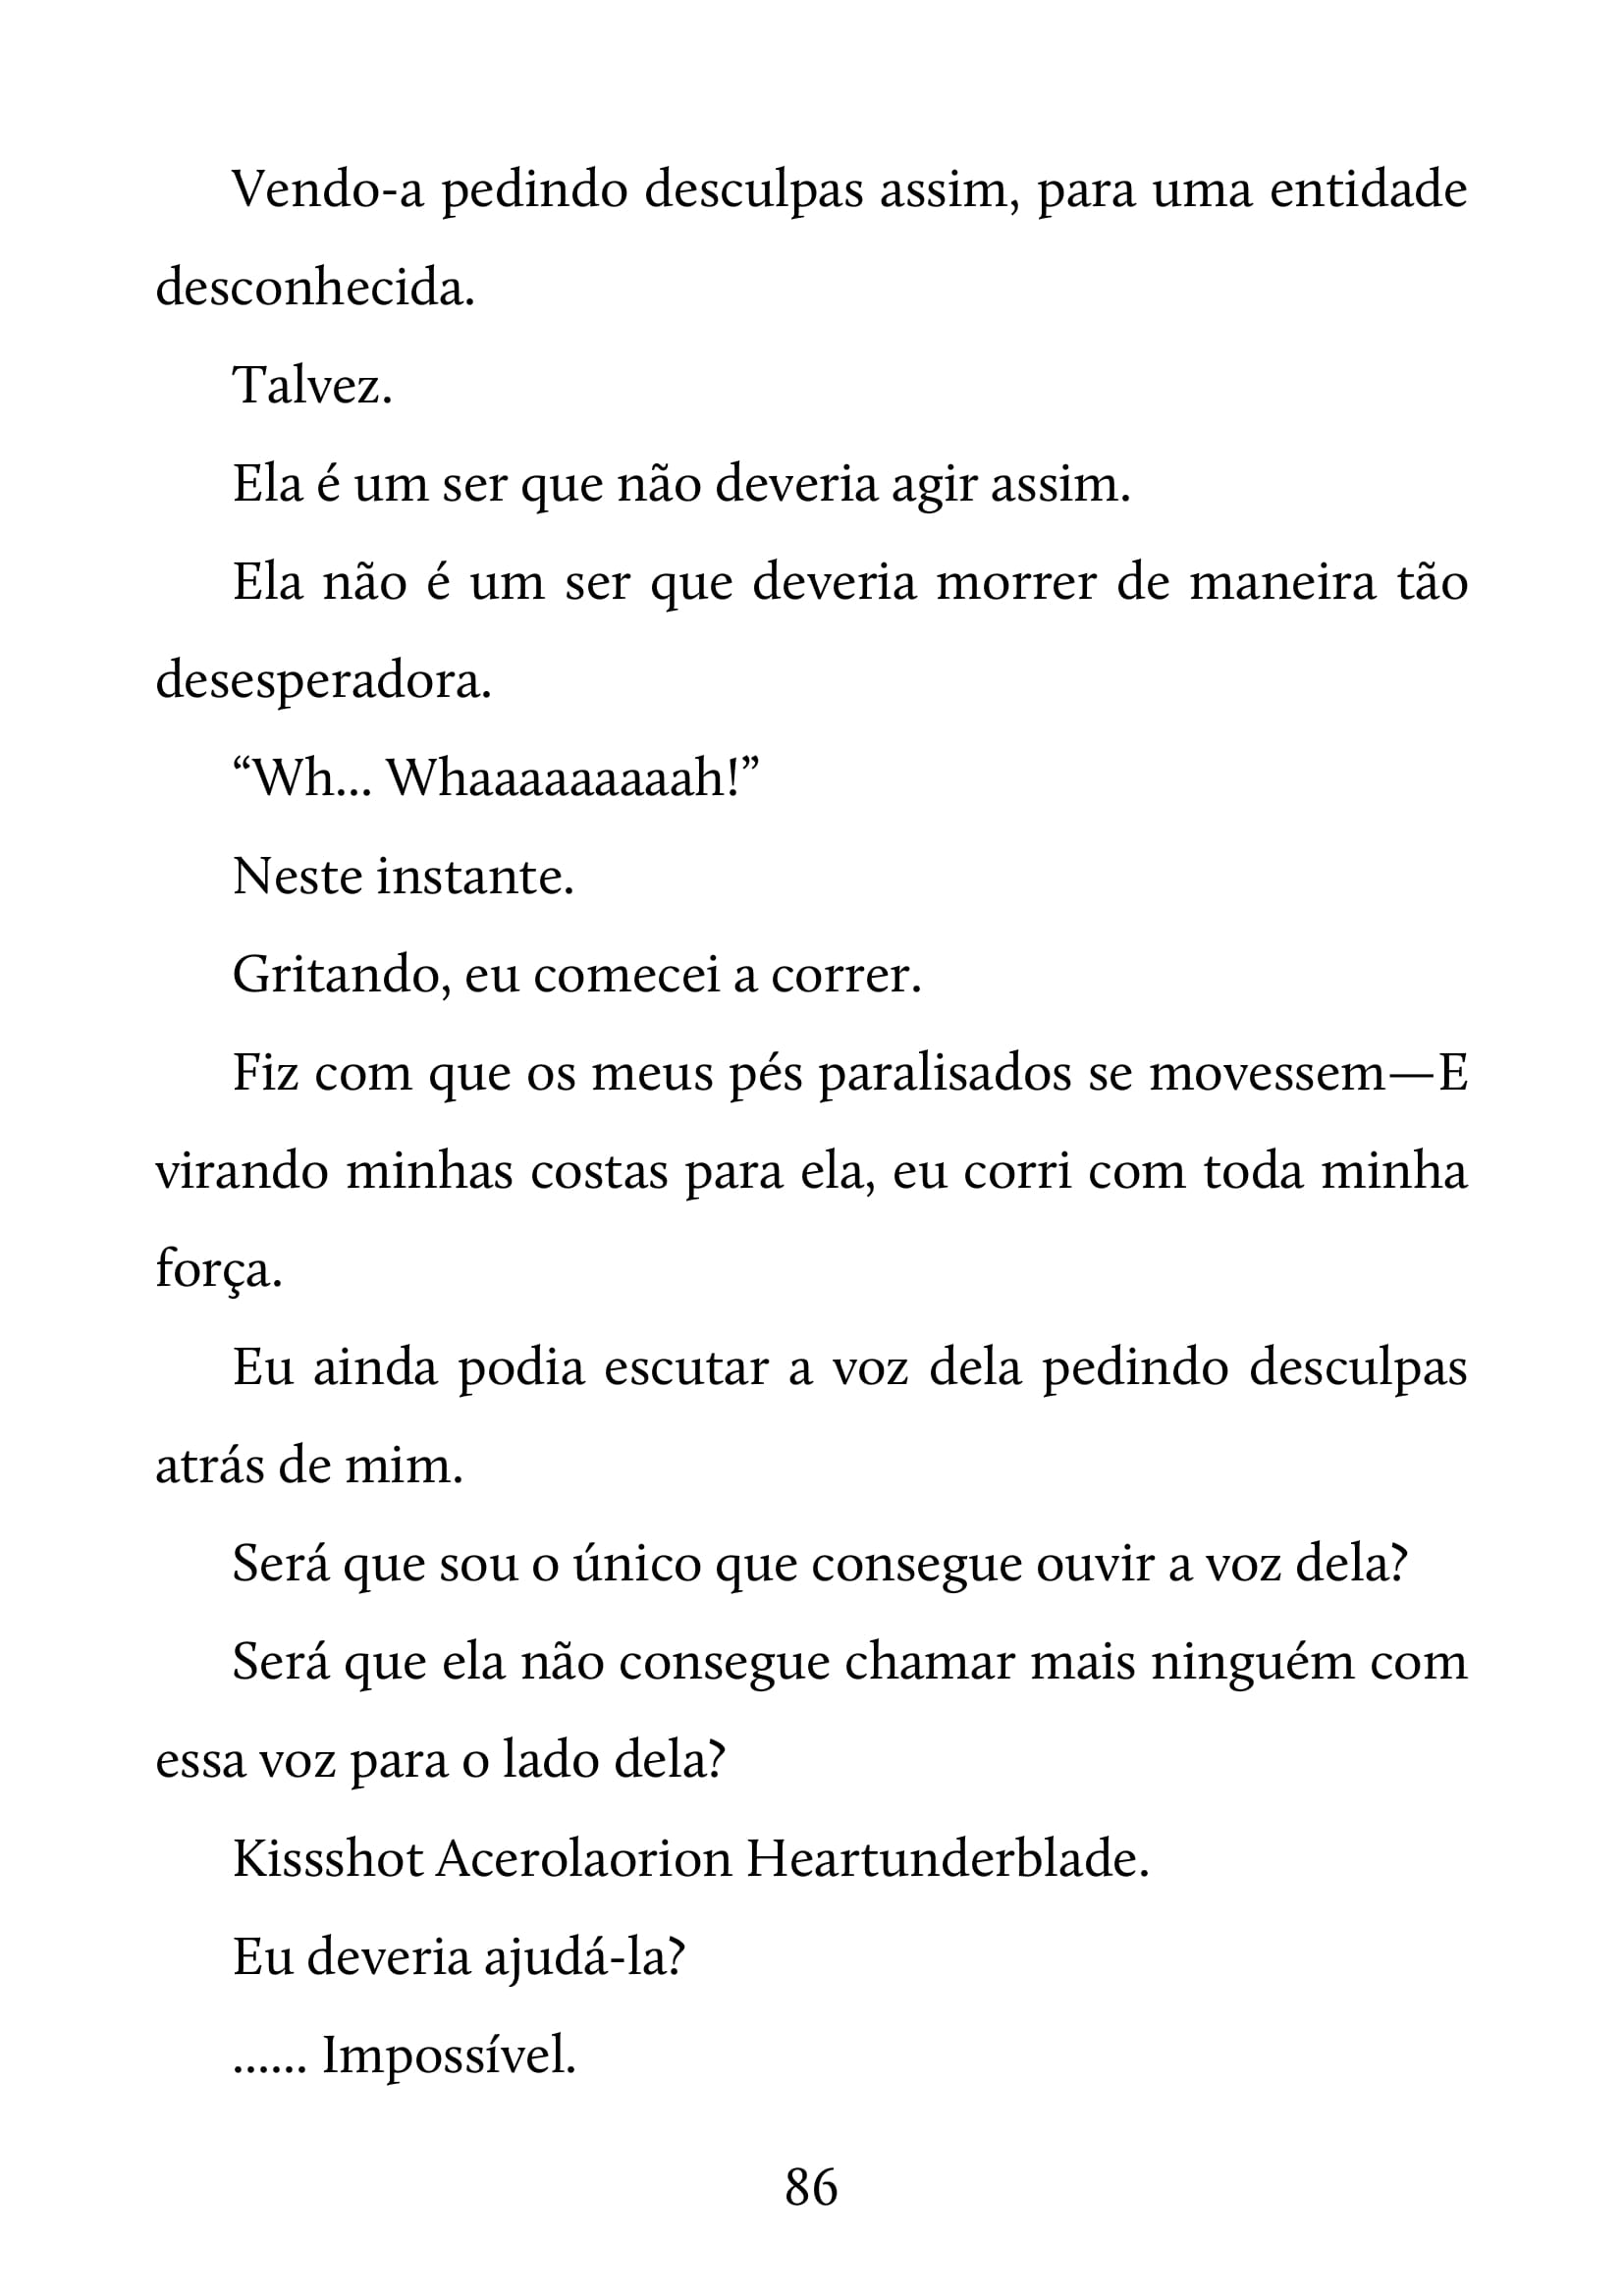 Vendo-a pedindo desculpas assim, para uma entidade
desconhecida.
Talvez.
Ela é um ser que não deveria agir assim.
Ela não é um ser que deveria morrer de maneira tão
desesperadora.
“Wh... Whaaaaaaaaah!”
Neste instante.
Gritando, eu comecei a correr.
Fiz com que os meus pés paralisados se movessem—E
virando minhas costas para ela, eu corri com toda minha
força.
Eu ainda podia escutar a voz dela pedindo desculpas
atrás de mim.
Será que sou o único que consegue ouvir a voz dela?
Será que ela não consegue chamar mais ninguém com
essa voz para o lado dela?
Kissshot Acerolaorion Heartunderblade.
Eu deveria ajudá-la?
...... Impossível.
86